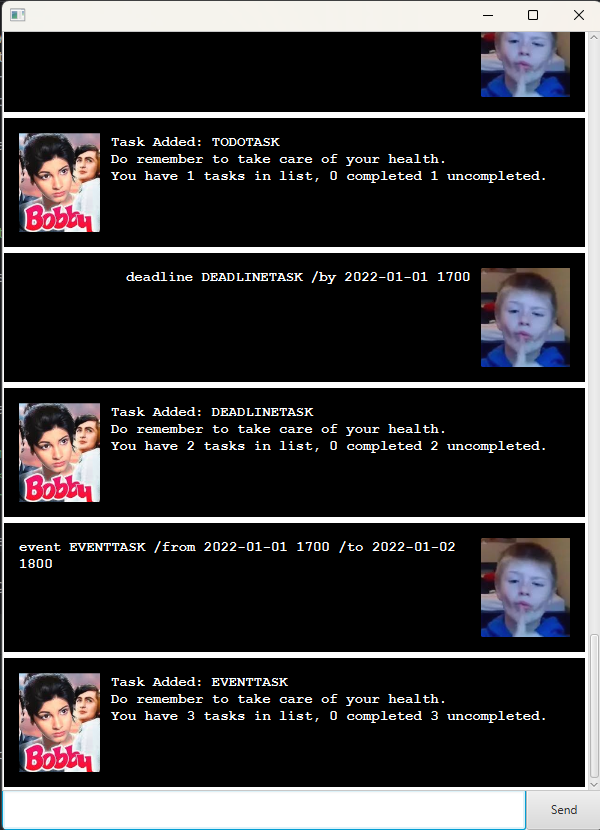 Task Added: TODOTASK
Do remember to take care of your health.
You have 1 tasks in list, 0 completed 1 uncompleted.
Bobby
deadline DEADLINETASK /by 2022-01-01 1700
Task Added: DEADLINETASK
Do remember to take care of your health.
You have 2 tasks in list, 0 completed 2 uncompleted.
Bobby
event EVENTTASK /from 2022-01-01 1700 /to 2022-01-02
1800
Task Added: EVENTTASK
Do remember to take care of your health.
You have 3 tasks in list, 0 completed 3 uncompleted.
Bobby
Send